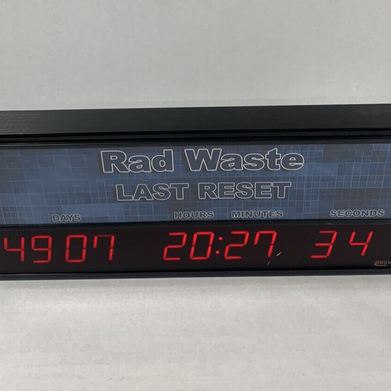 Rad Waste
LAST RESET
DAYS HOURS MINUTES SECONDS
4907 20:27 34